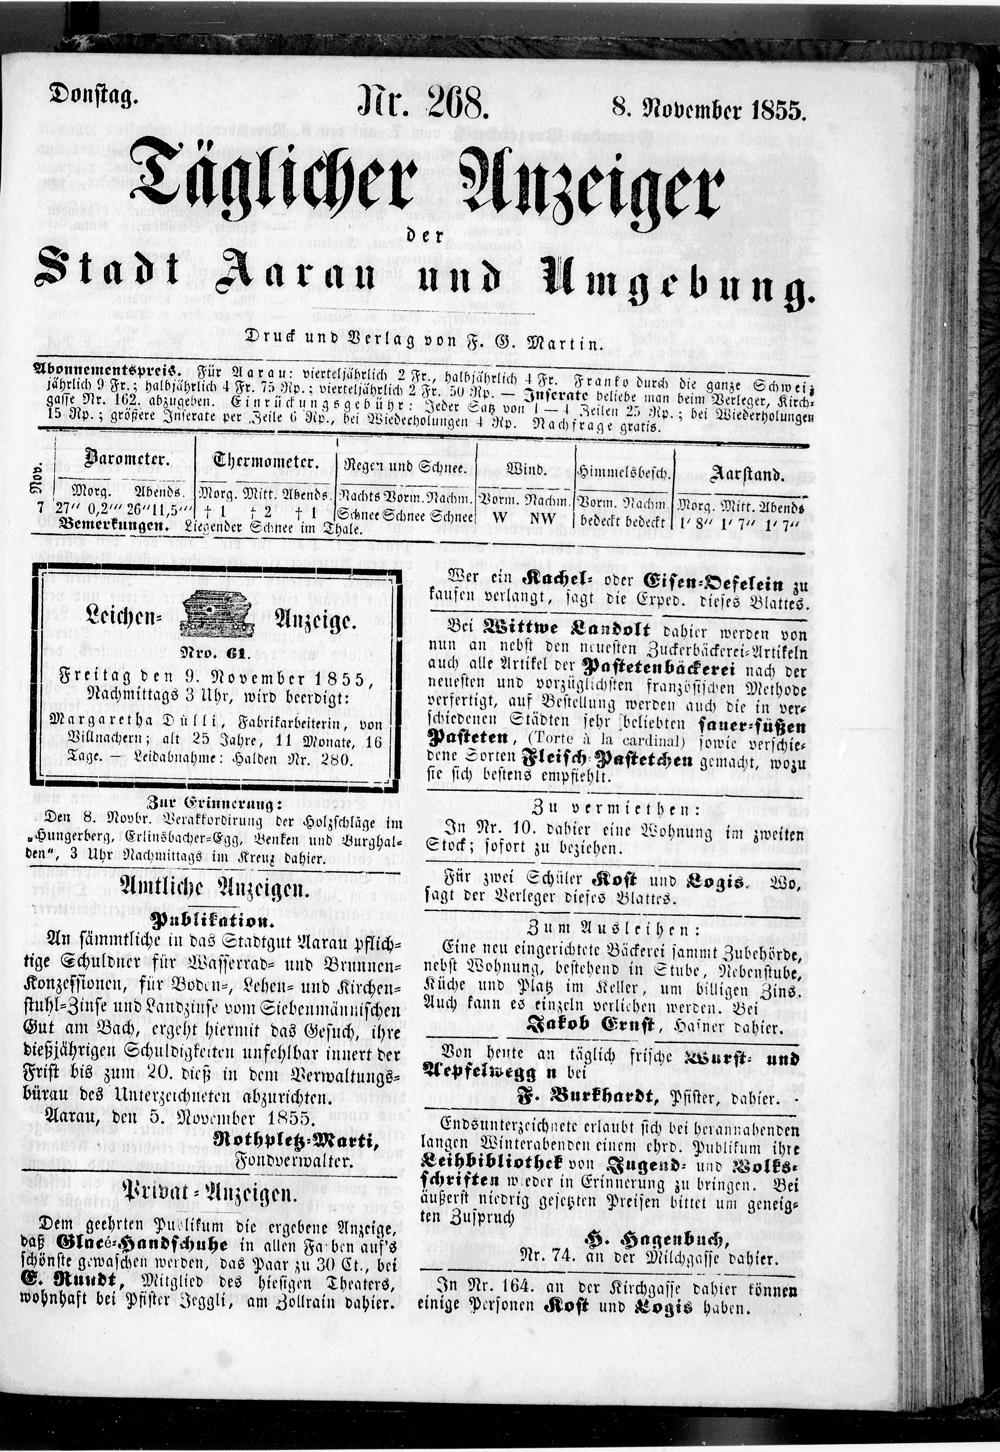 Donstag.
Nr. 268.
8. November 1855.
Täglicher Anzeiger
der
Stadt Aarau und Umgebung.
Druck und Verlag von F. G. Martin.
Abonnementspreis. Für Aarau: vierteljährlich 2 Fr., halbjährlich 4 Fr. Franko durch die ganze Schweiz
jährlich 9 Fr.; halbjährlich 4 Fr. 75 Rp.; vierteljährlich 2 Fr. 50 Rp. — Inserate beliebe man beim Verleger, Kirch-
gasse Nr. 162. abzugeben. Einrückungsgebühr: Jeder Satz von 1—4 Zeilen 25 Rp.; bei Wiederholungen
15 Rp.; größere Inserate per Zeile 6 Rp., bei Wiederholungen 4 Rp. Nachfrage gratis.
Nov.
Barometer. Thermometer. Regen und Schnee. Wind. Himmelsbesch. Aarstand.
Morg. Abends. Morg. Mitt. Abends. Nachts Vorm. Nachm. Vorm. Nachm. Vorm. Nachm. Morg. Mitt. Abends
7 27" 0,2"' 26"11,5"' † 1 † 2 † 1 Schnee Schnee Schnee W NW bedeckt bedeckt 1' 8" 1' 7" 1' 7"
Bemerkungen. Liegender Schnee im Thale.
Leichen- Anzeige.
Nro. 61.
Freitag den 9. November 1855,
Nachmittags 3 Uhr, wird beerdigt:
Margaretha Dülli, Fabrikarbeiterin, von
Villnachern; alt 25 Jahre, 11 Monate, 16
Tage. — Leidabnahme: Halden Nr. 280.
Zur Erinnerung:
Den 8. Novbr. Verakkordirung der Holzschläge im
„Hungerberg, Erlinsbacher-Egg, Benken und Burghal-
den", 3 Uhr Nachmittags im Kreuz dahier.
Amtliche Anzeigen.
Publikation.
An sämmtliche in das Stadtgut Aarau pflich-
tige Schuldner für Wasserrad- und Brunnen-
Konzessionen, für Boden-, Lehen- und Kirchen-
stuhl-Zinse und Landzinse vom Siebenmännischen
Gut am Bach, ergeht hiermit das Gesuch, ihre
dießjährigen Schuldigkeiten unfehlbar innert der
Frist bis zum 20. dieß in dem Verwaltungs-
büreau des Unterzeichneten abzurichten.
Aarau, den 5. November 1855.
Rothpletz-Marti,
Fondverwalter.
Privat-Anzeigen.
Dem geehrten Publikum die ergebene Anzeige,
daß Glacé-Handschuhe in allen Farben auf's
schönste gewaschen werden, das Paar zu 30 Ct., bei
E. Rundt, Mitglied des hiesigen Theaters,
wohnhaft bei Pfister Jeggli, am Zollrain dahier.
Wer ein Kachel- oder Eisen-Oefelein zu
kaufen verlangt, sagt die Exped. dieses Blattes.
Bei Wittwe Landolt dahier werden von
nun an nebst den neuesten Zuckerbäckerei-Artikeln
auch alle Artikel der Pastetenbäckerei nach der
neuesten und vorzüglichsten französischen Methode
verfertigt, auf Bestellung werden auch die in ver-
schiedenen Städten sehr beliebten sauer-süßen
Pasteten, (Torte à la cardinal) sowie verschie-
dene Sorten Fleisch-Pastetchen gemacht, wozu
sie sich bestens empfiehlt.
Zu vermiethen:
In Nr. 10. dahier eine Wohnung im zweiten
Stock; sofort zu beziehen.
Für zwei Schüler Kost und Logis. Wo,
sagt der Verleger dieses Blattes.
Zum Ausleihen:
Eine neu eingerichtete Bäckerei sammt Zubehörde,
nebst Wohnung, bestehend in Stube, Nebenstube,
Küche und Platz im Keller, um billigen Zins.
Auch kann es einzeln verliehen werden. Bei
Jakob Ernst, Hafner dahier.
Von heute an täglich frische Wurst- und
Aepfelwegg n bei
F. Burkhardt, Pfister, dahier.
Endsunterzeichnete erlaubt sich bei herannahenden
langen Winterabenden einem ehrd. Publikum ihre
Leihbibliothek von Jugend- und Volks-
schriften wieder in Erinnerung zu bringen. Bei
äußerst niedrig gesetzten Preisen bittet um geneig-
ten Zuspruch
H. Hagenbuch,
Nr. 74. an der Milchgasse dahier.
In Nr. 164. an der Kirchgasse dahier können
einige Personen Kost und Logis haben.